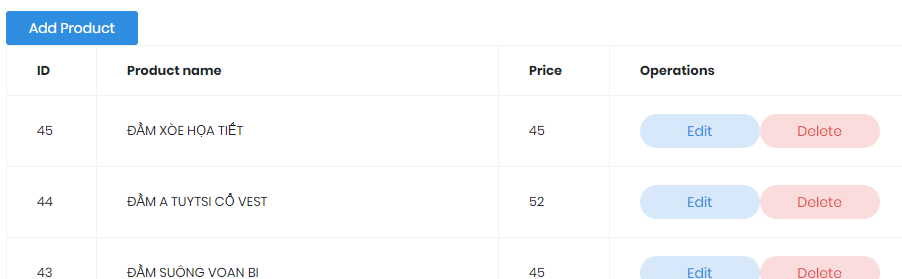 Add Product
ID Product name Price Operations
45 ĐẦM XÒE HỌA TIẾT 45 Edit Delete
44 ĐẦM A TUYTSI CỔ VEST 52 Edit Delete
43 ĐẦM SUÔNG VOAN BI 45 Edit Delete